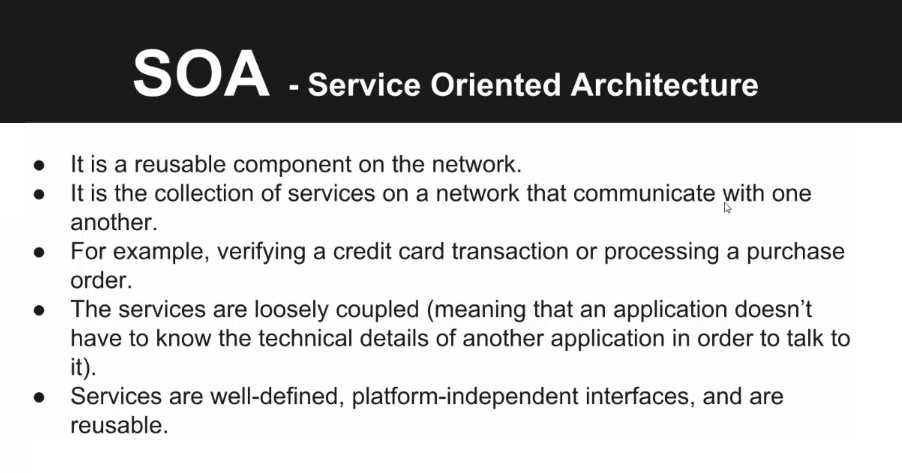 SOA - Service Oriented Architecture
● It is a reusable component on the network.
● It is the collection of services on a network that communicate with one
another.
● For example, verifying a credit card transaction or processing a purchase
order.
● The services are loosely coupled (meaning that an application doesn’t
have to know the technical details of another application in order to talk to
it).
● Services are well-defined, platform-independent interfaces, and are
reusable.